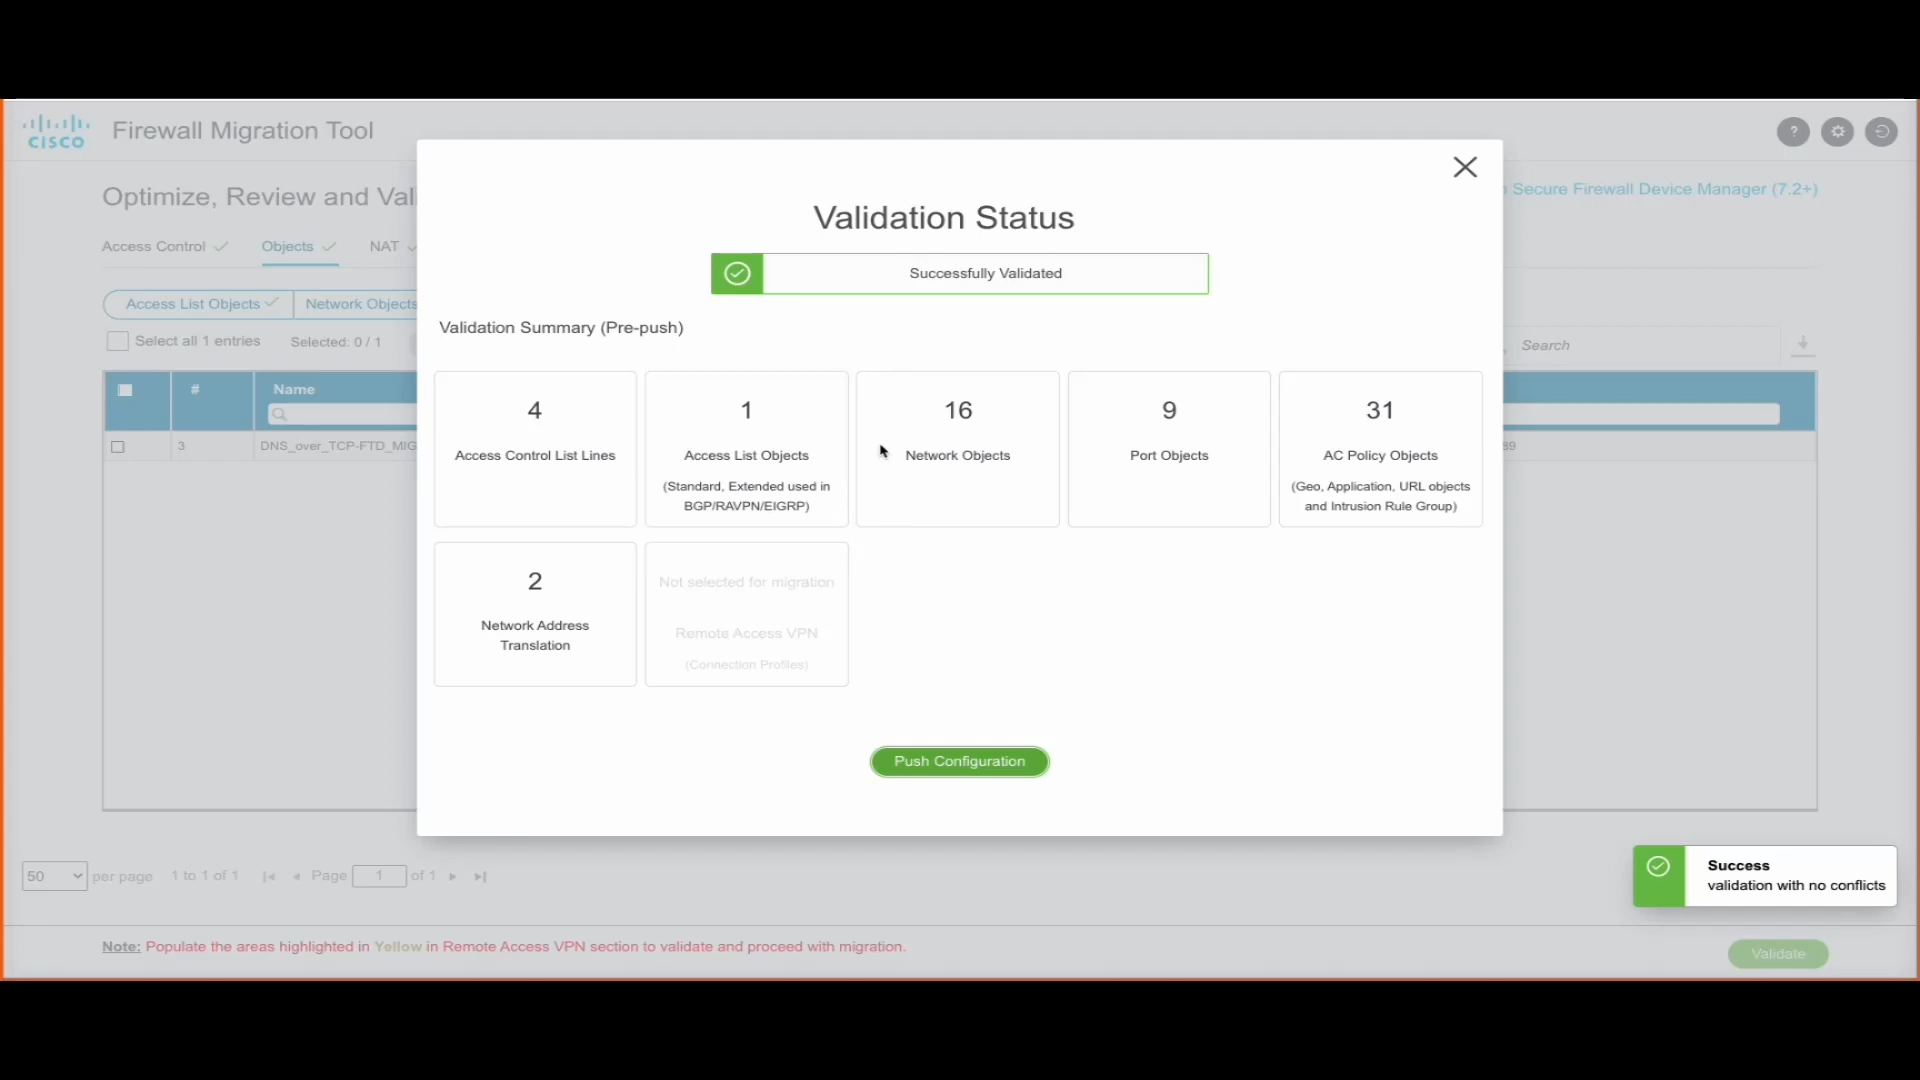 CISCO
Firewall Migration Tool
?
Optimize, Review and Val
Secure Firewall Device Manager (7.2+)
Access Control
Objects
NAT
Access List Objects
Network Objects
Select all 1 entries
Selected: 0 / 1
Search
#
Name
3
DNS_over_TCP-FTD_MIG
89
Validation Status
Successfully Validated
Validation Summary (Pre-push)
4
Access Control List Lines
1
Access List Objects
(Standard, Extended used in
BGP/RAVPN/EIGRP)
16
Network Objects
9
Port Objects
31
AC Policy Objects
(Geo, Application, URL objects
and Intrusion Rule Group)
2
Network Address
Translation
Not selected for migration
Remote Access VPN
(Connection Profiles)
Push Configuration
50
per page
1 to 1 of 1
Page
1
of 1
Success
validation with no conflicts
Note: Populate the areas highlighted in Yellow in Remote Access VPN section to validate and proceed with migration.
Validate